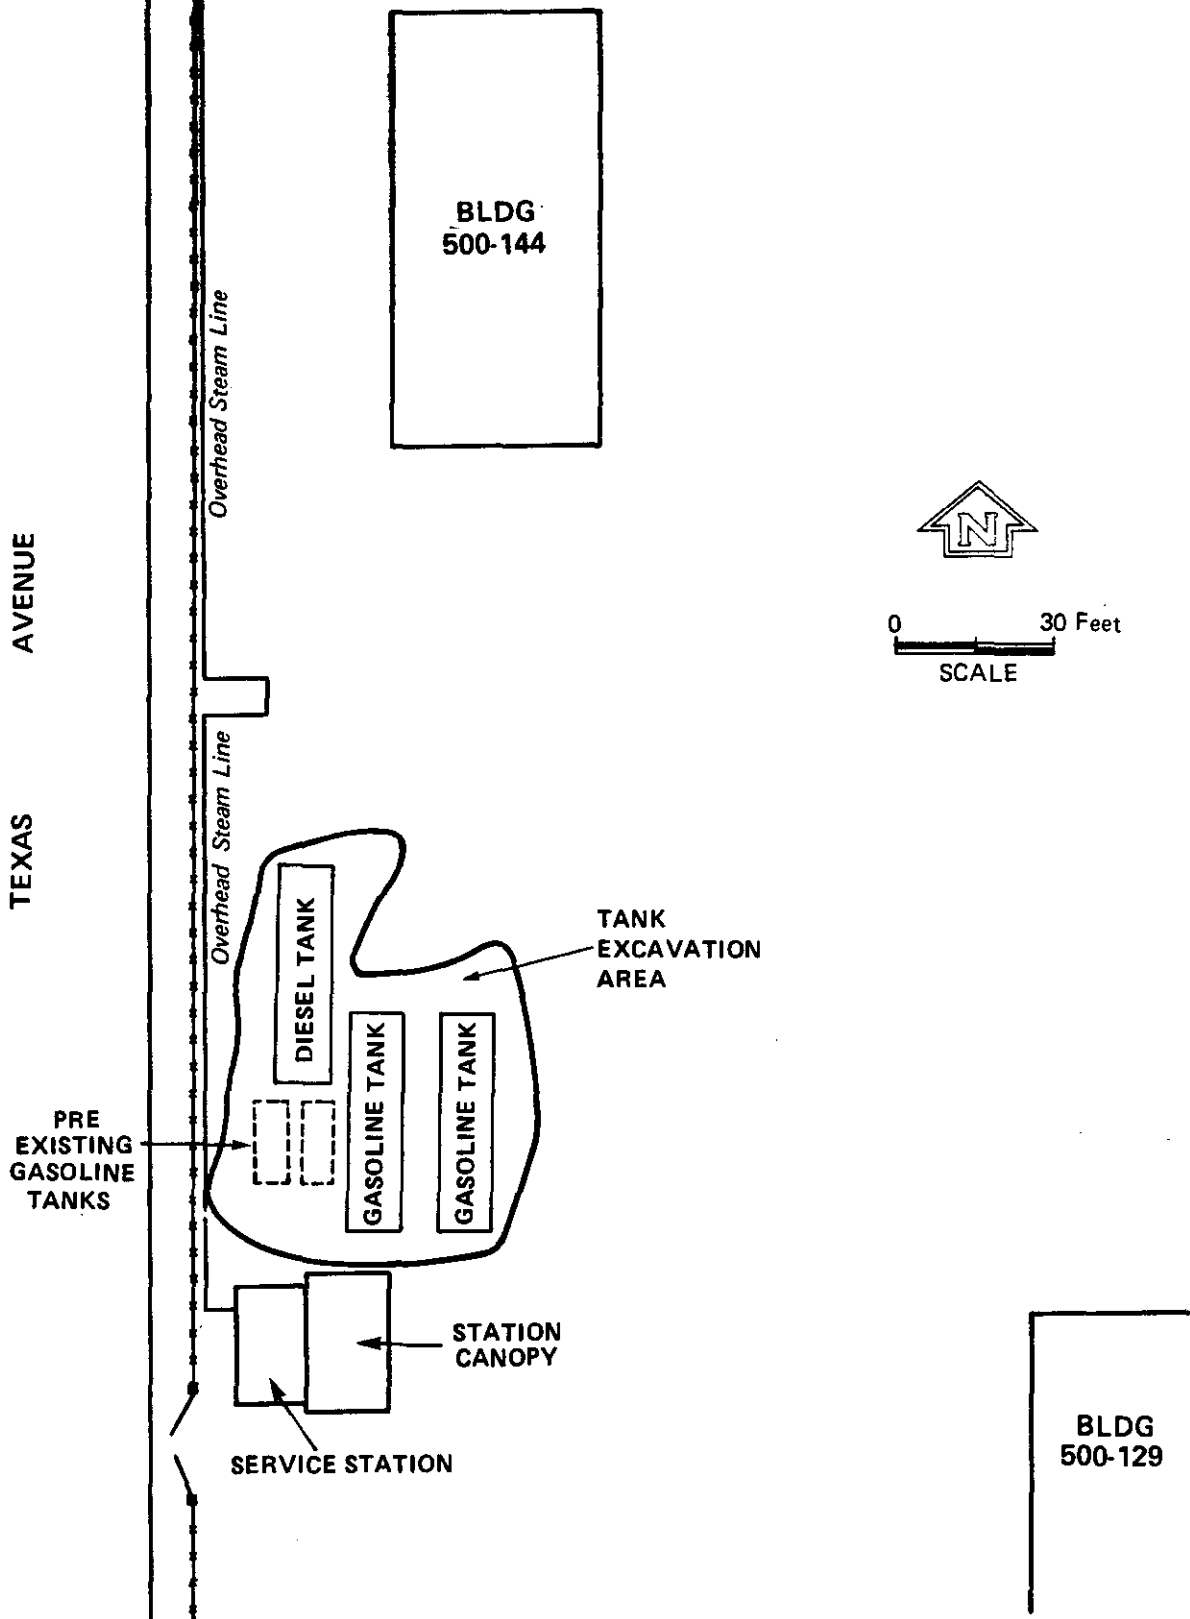 BLDG
500-144
Overhead Steam Line
N
AVENUE
0 30 Feet
SCALE
Overhead Steam Line
TEXAS
TANK
EXCAVATION
AREA
DIESEL TANK
GASOLINE TANK
GASOLINE TANK
PRE
EXISTING
GASOLINE
TANKS
STATION
CANOPY
SERVICE STATION
BLDG
500-129